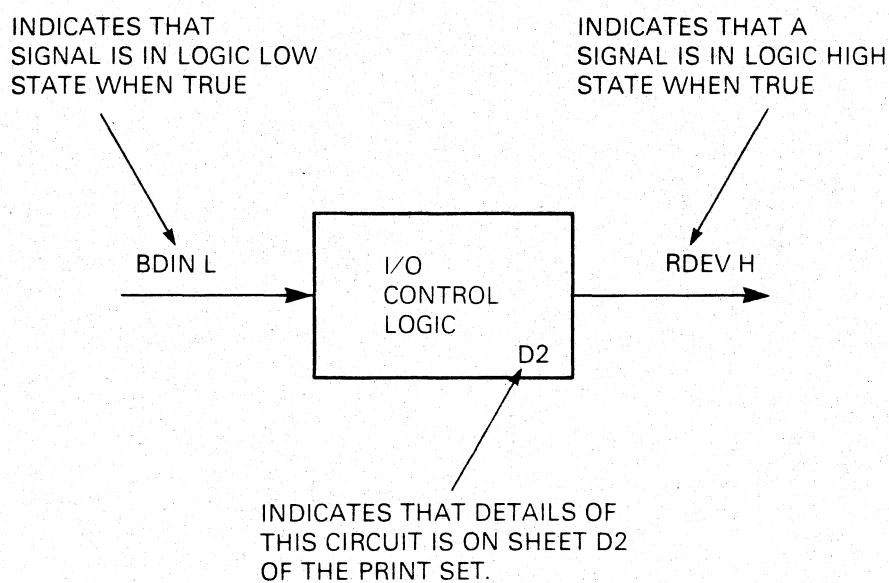 INDICATES THAT
SIGNAL IS IN LOGIC LOW
STATE WHEN TRUE
INDICATES THAT A
SIGNAL IS IN LOGIC HIGH
STATE WHEN TRUE
BDIN L
I/O
CONTROL
LOGIC
D2
RDEV H
INDICATES THAT DETAILS OF
THIS CIRCUIT IS ON SHEET D2
OF THE PRINT SET.